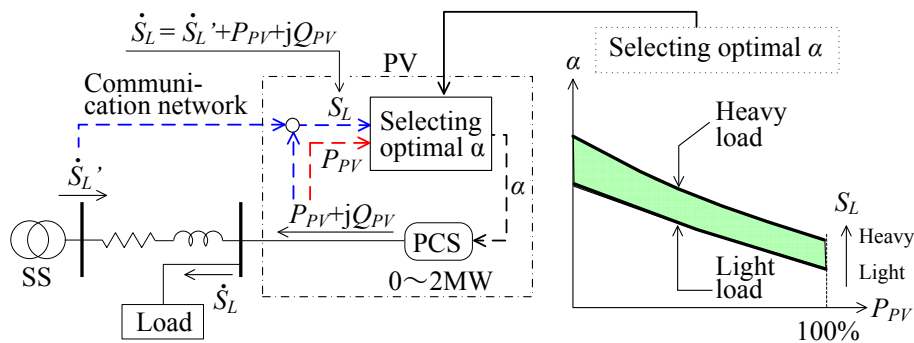 Ṡ_L = Ṡ_L’+P_PV+jQ_PV
PV
Communi-
cation network
S_L
Selecting
optimal α
P_PV
α
Ṡ_L’
P_PV+jQ_PV
PCS
0～2MW
SS
Ṡ_L
Load
Selecting optimal α
α
Heavy
load
S_L
Heavy
Light
Light
load
P_PV
100%